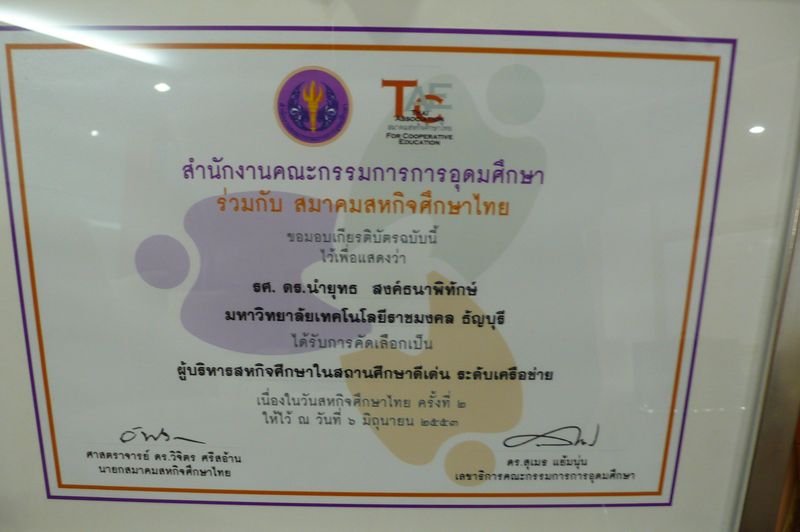 TACE
THAI
ASSOCIATION
สมาคมสหกิจศึกษาไทย
FOR COOPERATIVE
EDUCATION
สำนักงานคณะกรรมการการอุดมศึกษา
ร่วมกับ สมาคมสหกิจศึกษาไทย
ขอมอบเกียรติบัตรฉบับนี้
ไว้เพื่อแสดงว่า
รศ. ดร.นำยุทธ สงค์ธนาพิทักษ์
มหาวิทยาลัยเทคโนโลยีราชมงคล ธัญบุรี
ได้รับการคัดเลือกเป็น
ผู้บริหารสหกิจศึกษาในสถานศึกษาดีเด่น ระดับเครือข่าย
เนื่องในวันสหกิจศึกษาไทย ครั้งที่ ๒
ให้ไว้ ณ วันที่ ๖ มิถุนายน ๒๕๕๓
ศาสตราจารย์ ดร.วิจิตร ศรีสอ้าน
นายกสมาคมสหกิจศึกษาไทย
ดร.สุเมธ แย้มนุ่น
เลขาธิการคณะกรรมการการอุดมศึกษา